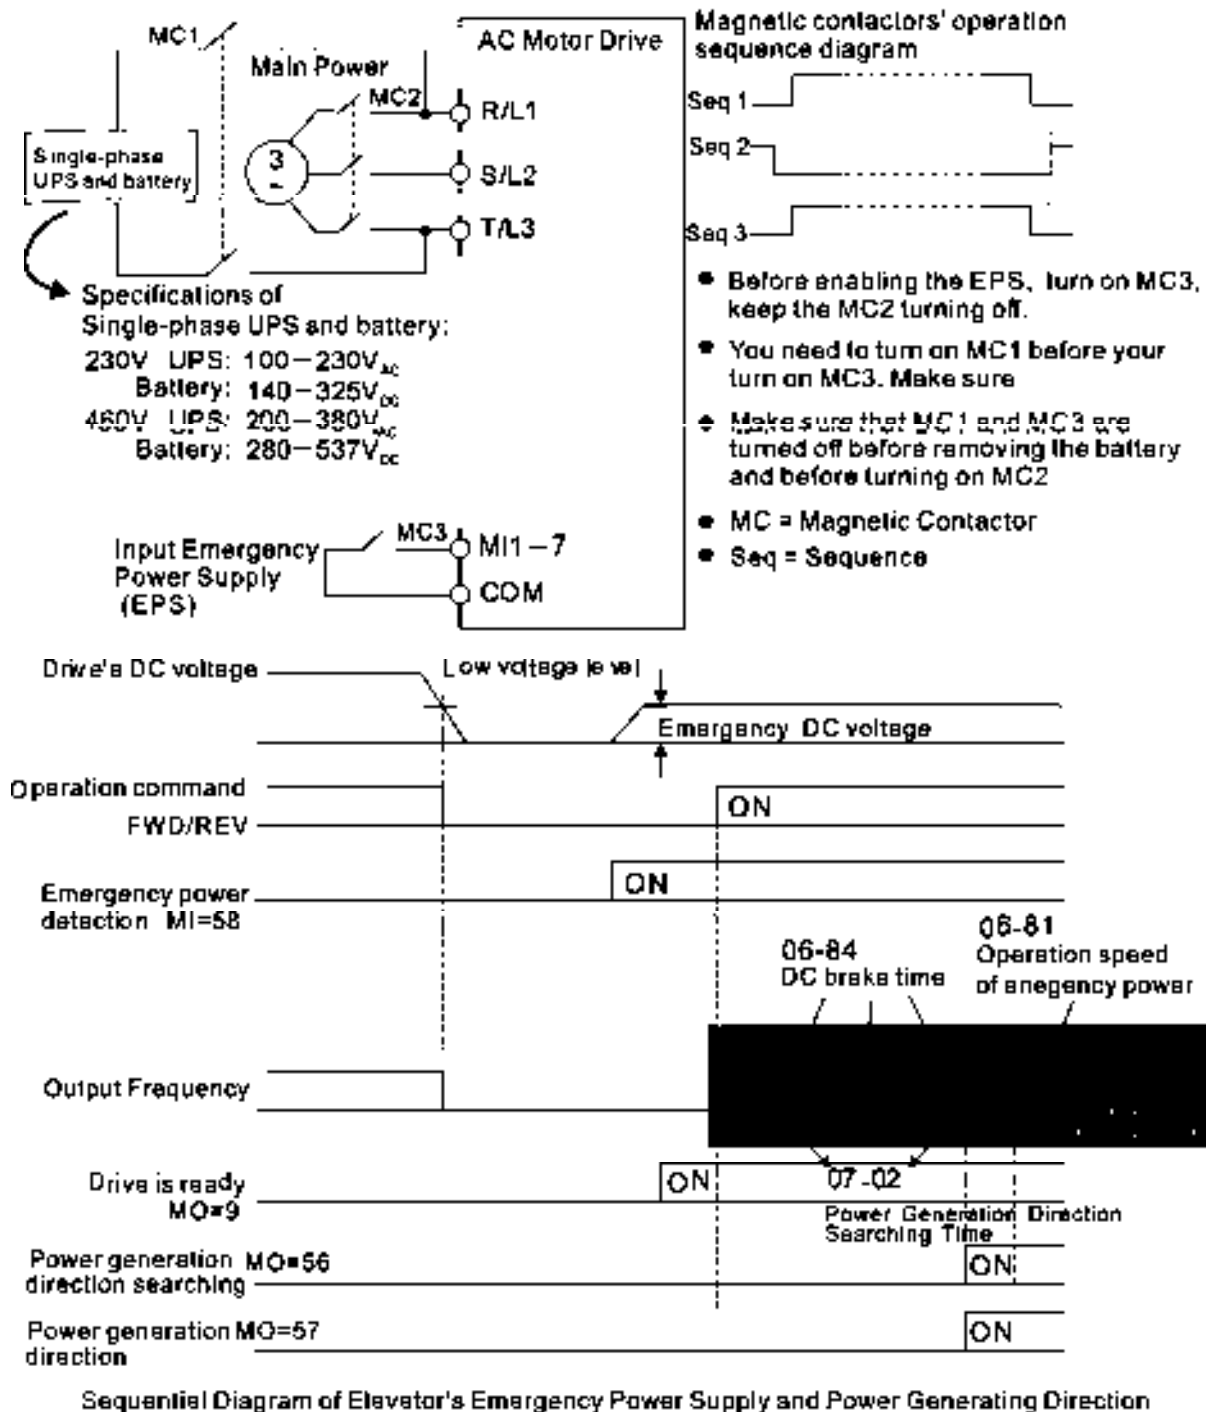 MC1
Main Power
MC2
AC Motor Drive
R/L1
S/L2
T/L3
3
~
Single-phase
UPS and battery
Specifications of
Single-phase UPS and battery:
230V UPS: 100-230VAC
Battery: 140-325VDC
460V UPS: 200-380VAC
Battery: 280-537VDC
Input Emergency
Power Supply
(EPS)
MC3
MI1-7
COM
Magnetic contactors' operation
sequence diagram
Seq 1
Seq 2
Seq 3
● Before enabling the EPS, turn on MC3,
keep the MC2 turning off.
● You need to turn on MC1 before your
turn on MC3. Make sure
● Make sure that MC1 and MC3 are
turned off before removing the battery
and before turning on MC2
● MC = Magnetic Contactor
● Seq = Sequence
Drive's DC voltage
Low voltage level
Emergency DC voltage
Operation command
FWD/REV
ON
Emergency power
detection MI=58
ON
06-84
DC brake time
06-81
Operation speed
of enegency power
Output Frequency
Drive is ready
MO=9
ON
07-02
Power Generation Direction
Searching Time
Power generation MO=56
direction searching
ON
Power generation MO=57
direction
ON
Sequential Diagram of Elevator's Emergency Power Supply and Power Generating Direction